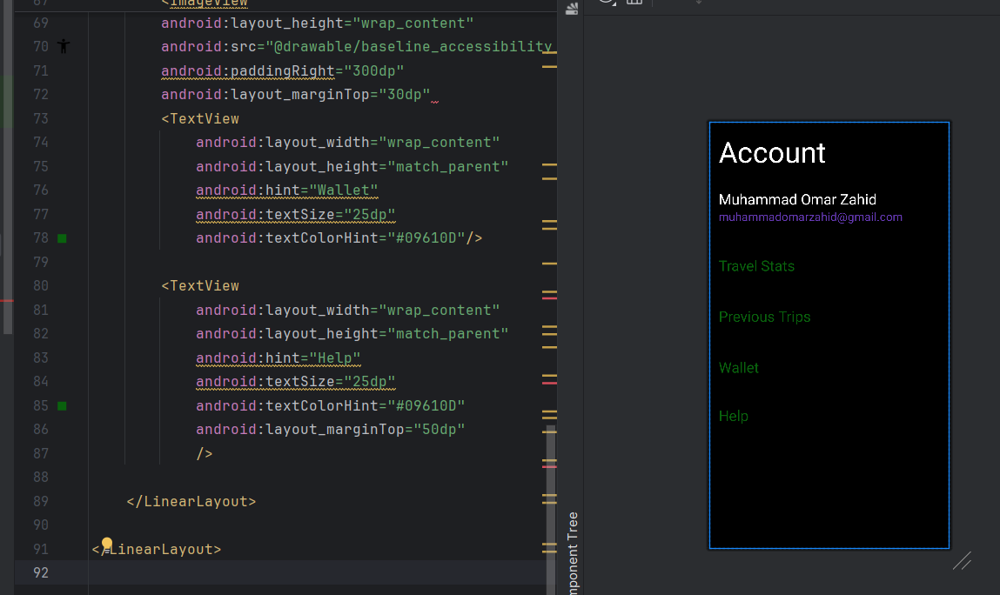 67 <ImageView
69 android:layout_height="wrap_content"
70 android:src="@drawable/baseline_accessibility
71 android:paddingRight="300dp"
72 android:layout_marginTop="30dp"
73 <TextView
74 android:layout_width="wrap_content"
75 android:layout_height="match_parent"
76 android:hint="Wallet"
77 android:textSize="25dp"
78 android:textColorHint="#09610D"/>
79
80 <TextView
81 android:layout_width="wrap_content"
82 android:layout_height="match_parent"
83 android:hint="Help"
84 android:textSize="25dp"
85 android:textColorHint="#09610D"
86 android:layout_marginTop="50dp"
87 />
88
89 </LinearLayout>
90
91 </LinearLayout>
92
mponent Tree
Account
Muhammad Omar Zahid
muhammadomarzahid@gmail.com
Travel Stats
Previous Trips
Wallet
Help